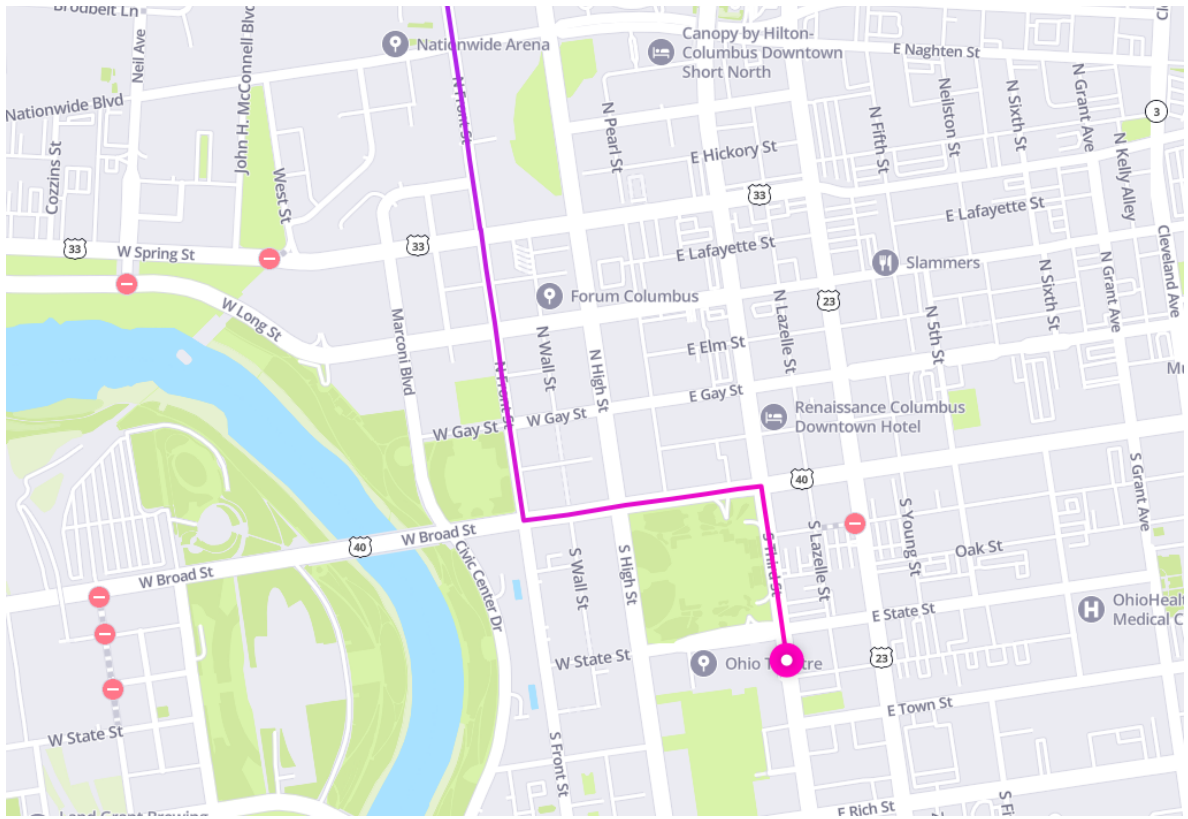 Brodbelt Ln
Neil Ave
John H. McConnell Blvd
Nationwide Arena
Canopy by Hilton-
Columbus Downtown
Short North
E Naghten St
Nationwide Blvd
N Front St
N Pearl St
N Fifth St
Neilston St
N Sixth St
N Grant Ave
3
N Kelly Alley
Cozzins St
West St
E Hickory St
33
33
33
W Spring St
E Lafayette St
E Lafayette St
Slammers
Cleveland Ave
W Long St
Forum Columbus
N Lazelle St
23
N 5th St
N Sixth St
N Grant Ave
Marconi Blvd
N Wall St
N High St
E Elm St
N Front St
E Gay St
W Gay St
W Gay St
Renaissance Columbus
Downtown Hotel
40
S Grant Ave
W Broad St
40
W Broad St
Civic Center Dr
S Wall St
S High St
S Third St
S Lazelle St
S Young St
Oak St
E State St
OhioHeal
Medical C
W State St
Ohio T
tre
23
E Town St
W State St
S Front St
E Rich St
Land Grant Brewing